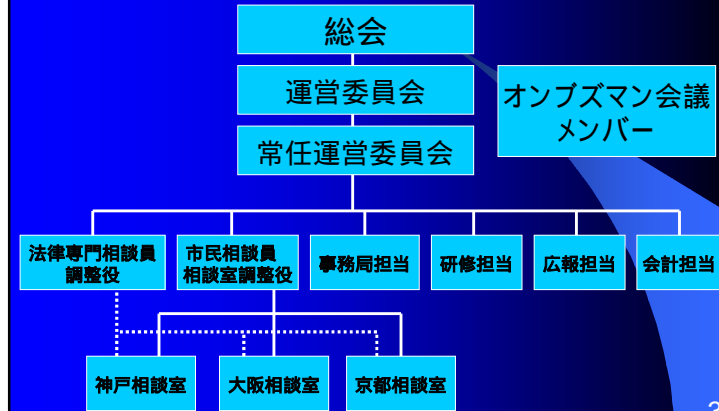 総会
運営委員会
オンブズマン会議
メンバー
常任運営委員会
法律専門相談員
調整役
市民相談員
相談室調整役
事務局担当
研修担当
広報担当
会計担当
神戸相談室
大阪相談室
京都相談室